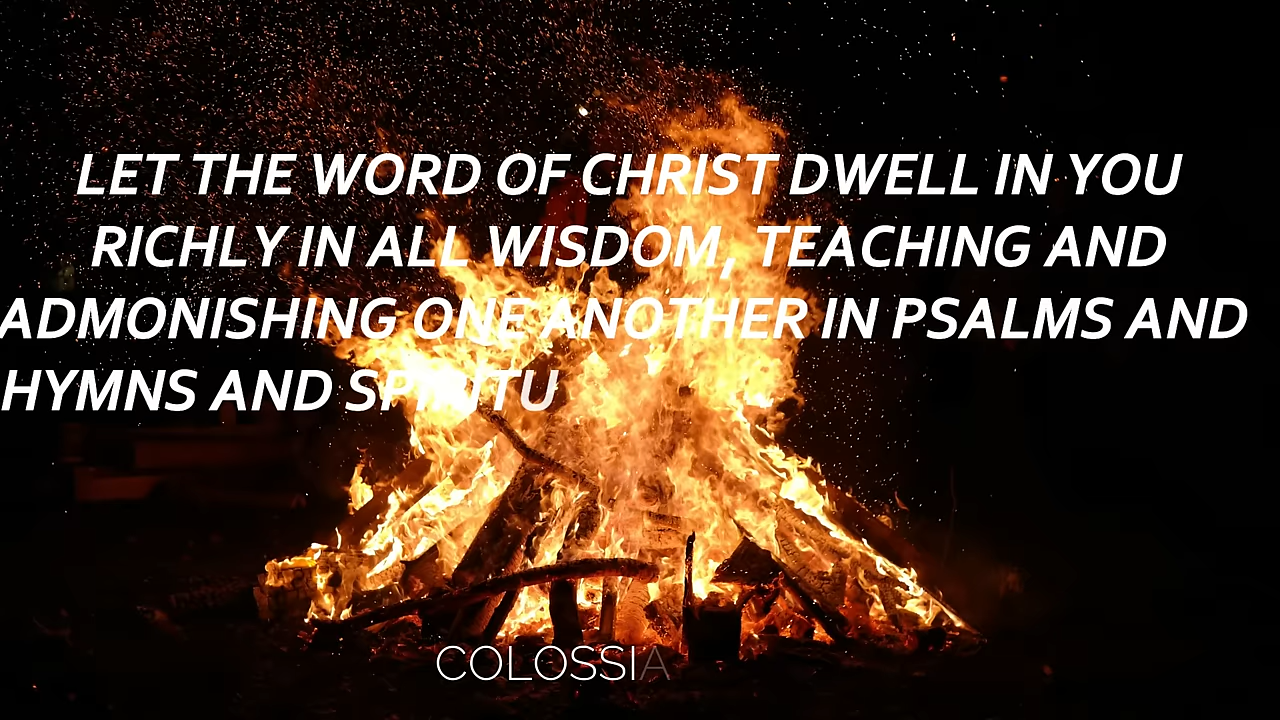 LET THE WORD OF CHRIST DWELL IN YOU
RICHLY IN ALL WISDOM, TEACHING AND
ADMONISHING ONE ANOTHER IN PSALMS AND
HYMNS AND SPIRITU
COLOSSIA